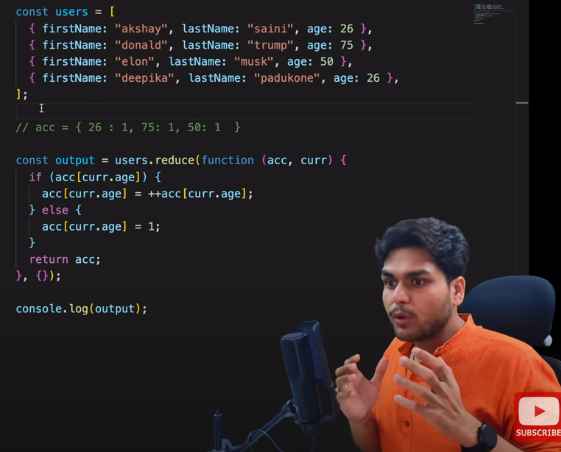 const users = [
{ firstName: "akshay", lastName: "saini", age: 26 },
{ firstName: "donald", lastName: "trump", age: 75 },
{ firstName: "elon", lastName: "musk", age: 50 },
{ firstName: "deepika", lastName: "padukone", age: 26 },
];
// acc = { 26 : 1, 75: 1, 50: 1  }
const output = users.reduce(function (acc, curr) {
if (acc[curr.age]) {
acc[curr.age] = ++acc[curr.age];
} else {
acc[curr.age] = 1;
}
return acc;
}, {});
console.log(output);
SUBSCRIBE